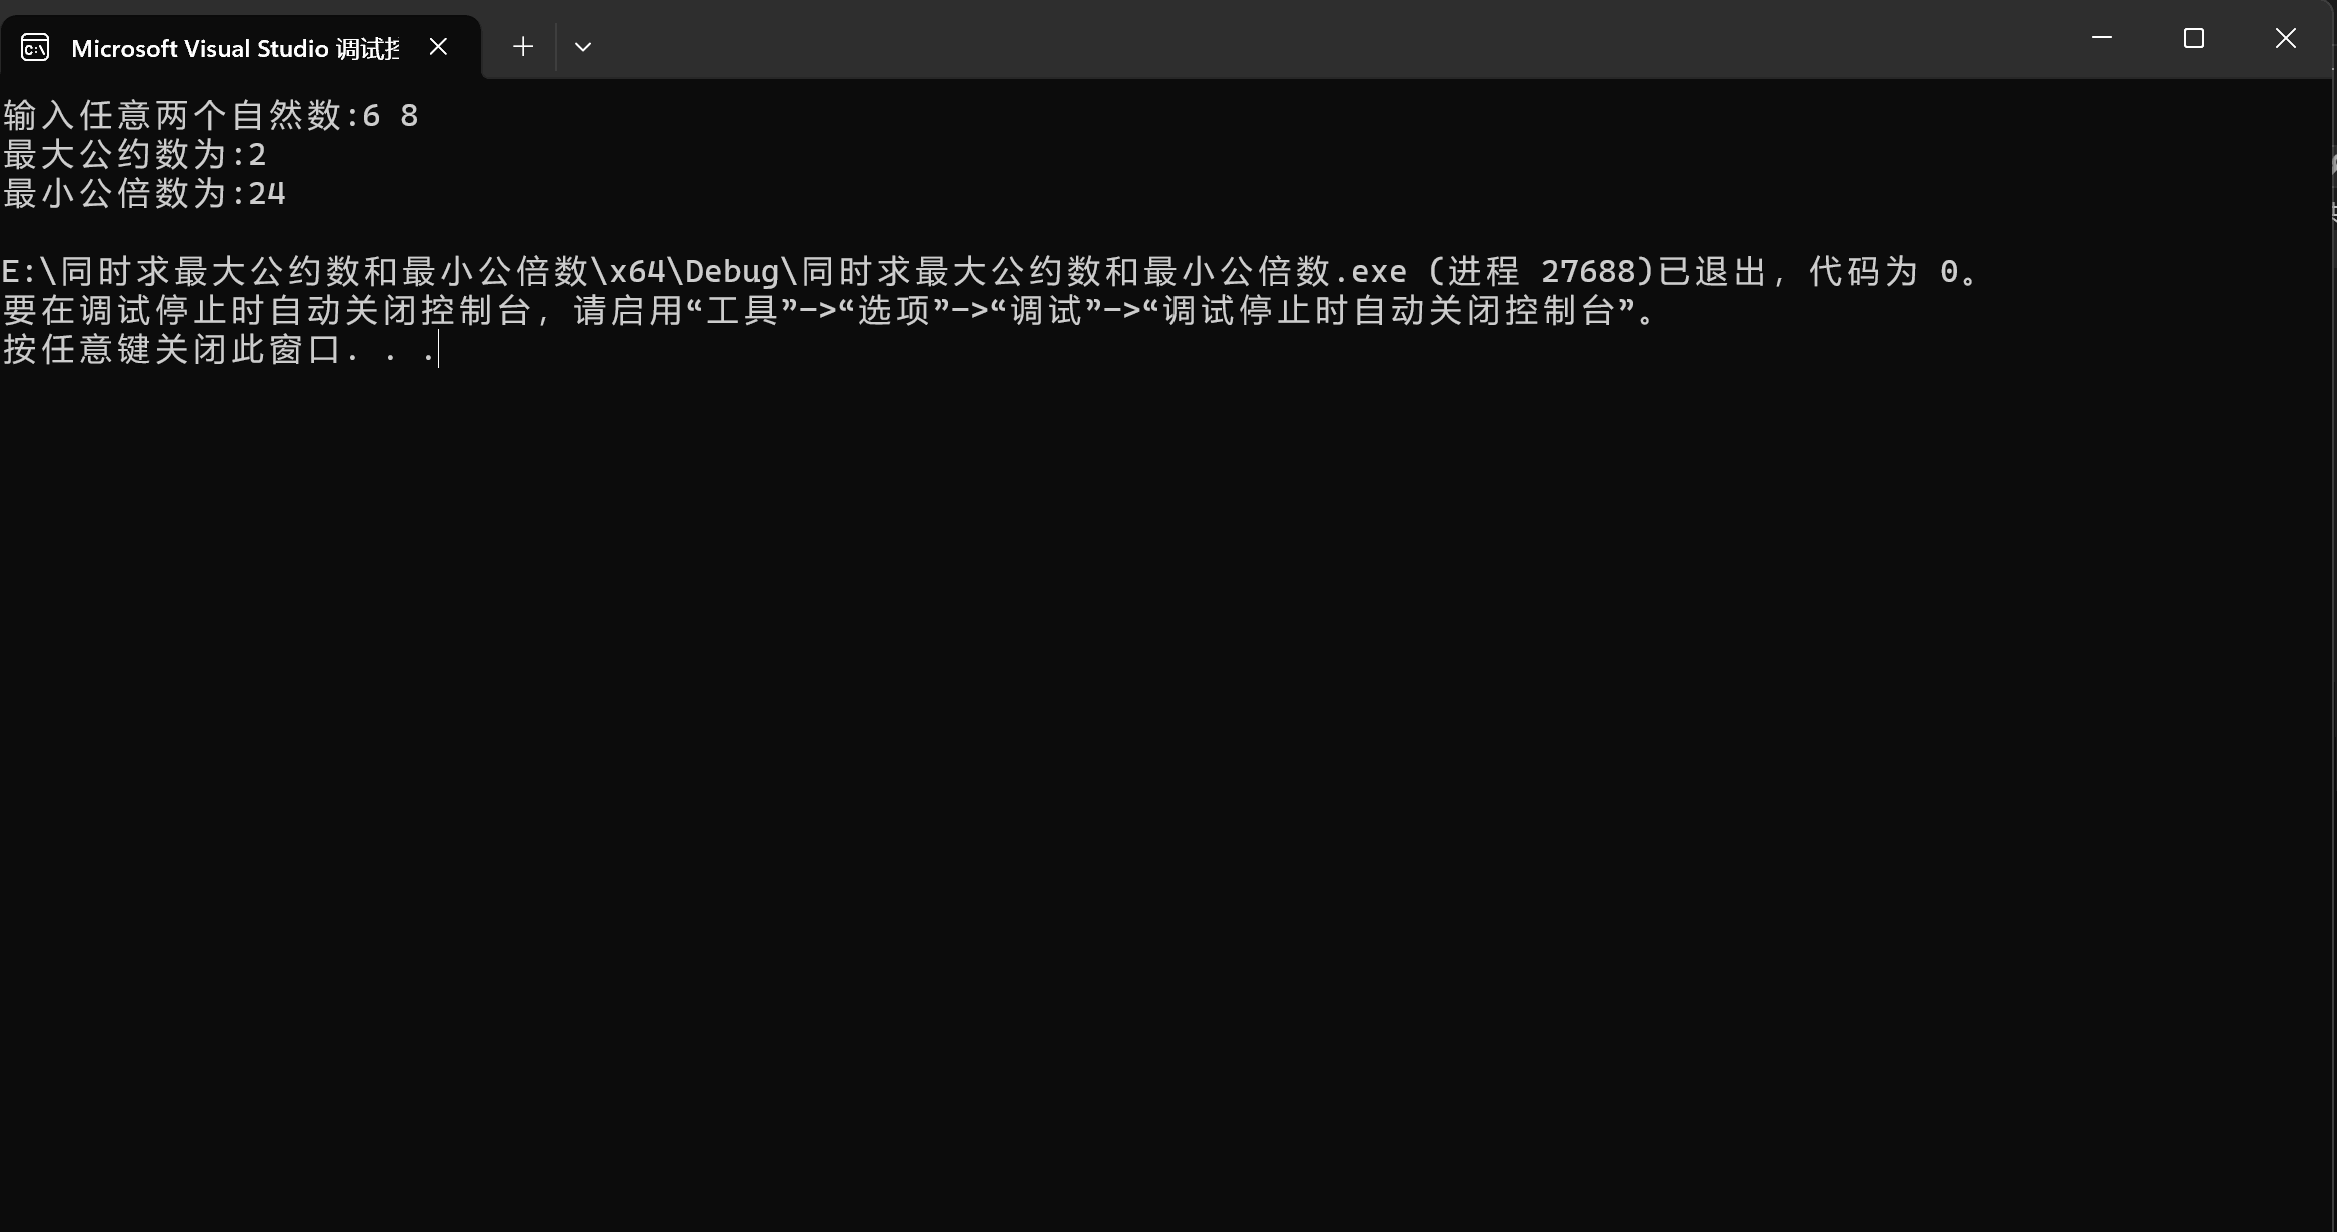 Microsoft Visual Studio 调试
输入任意两个自然数:6 8
最大公约数为:2
最小公倍数为:24
E:\同时求最大公约数和最小公倍数\x64\Debug\同时求最大公约数和最小公倍数.exe (进程 27688)已退出，代码为 0。
要在调试停止时自动关闭控制台，请启用“工具”->“选项”->“调试”->“调试停止时自动关闭控制台”。
按任意键关闭此窗口. . .